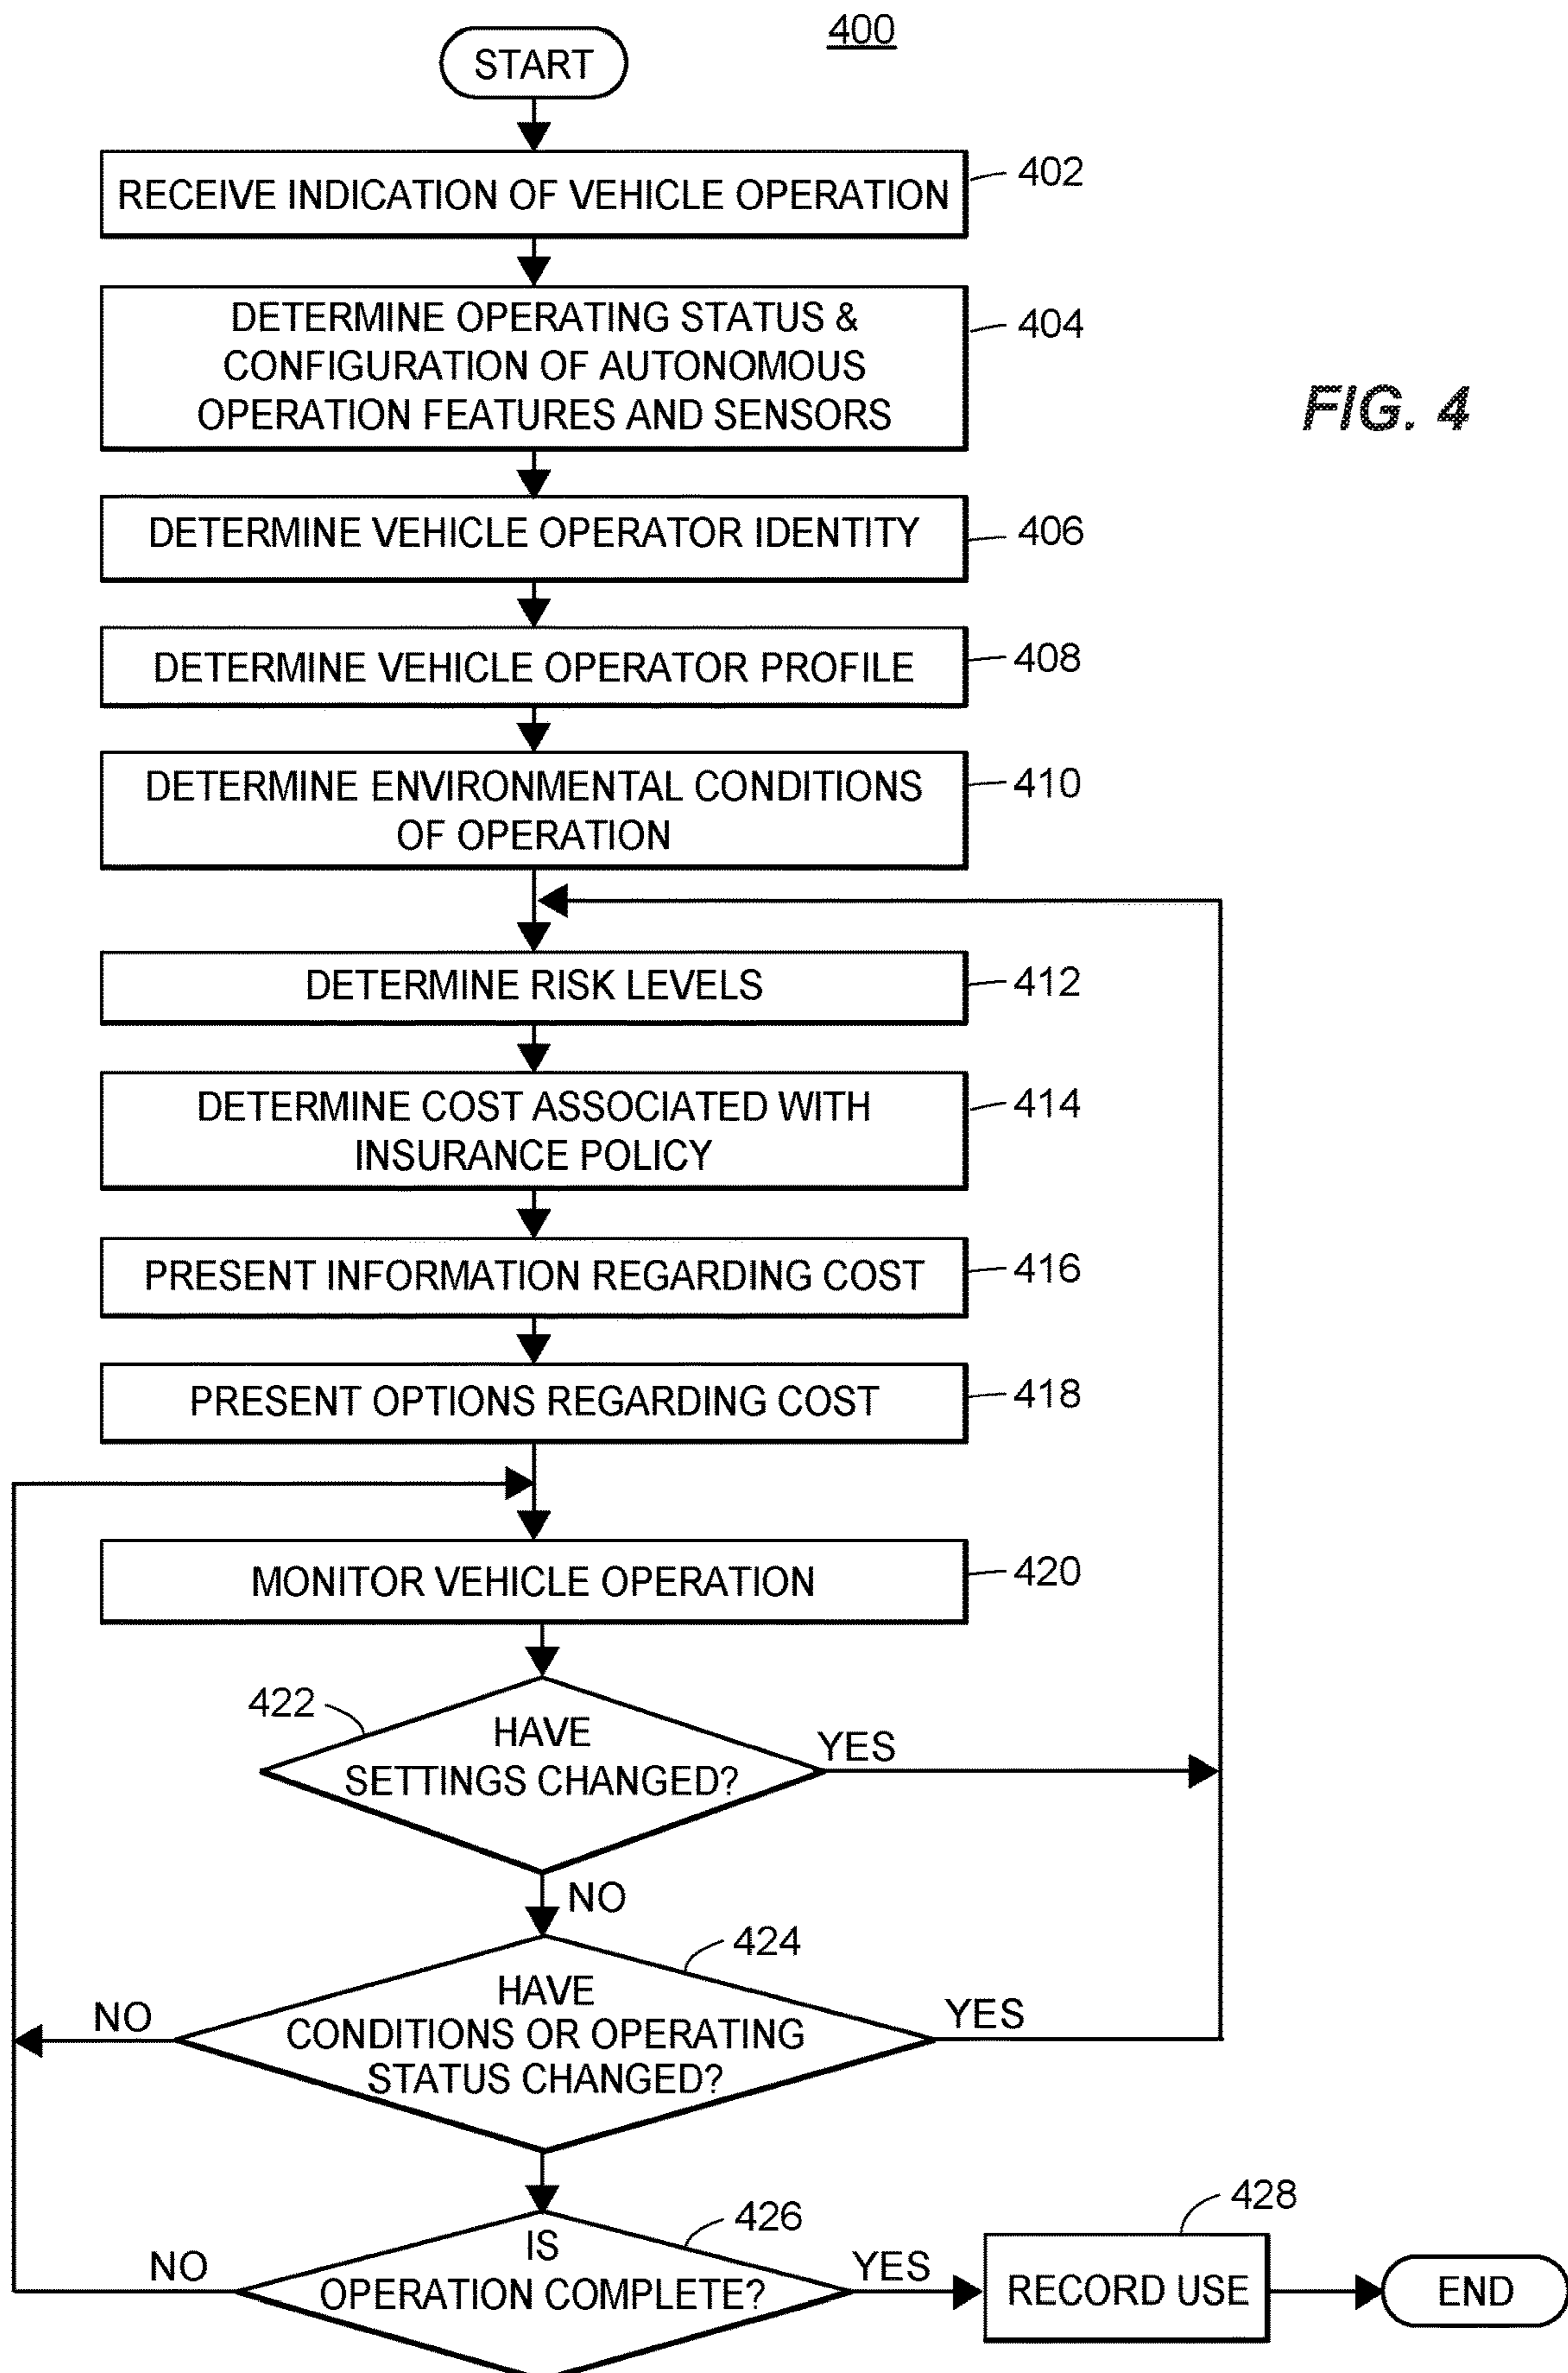 400
START
RECEIVE INDICATION OF VEHICLE OPERATION
402
DETERMINE OPERATING STATUS &
CONFIGURATION OF AUTONOMOUS
OPERATION FEATURES AND SENSORS
404
FIG. 4
DETERMINE VEHICLE OPERATOR IDENTITY
406
DETERMINE VEHICLE OPERATOR PROFILE
408
DETERMINE ENVIRONMENTAL CONDITIONS
OF OPERATION
410
DETERMINE RISK LEVELS
412
DETERMINE COST ASSOCIATED WITH
INSURANCE POLICY
414
PRESENT INFORMATION REGARDING COST
416
PRESENT OPTIONS REGARDING COST
418
MONITOR VEHICLE OPERATION
420
422
HAVE
SETTINGS CHANGED?
YES
NO
424
HAVE
CONDITIONS OR OPERATING
STATUS CHANGED?
NO
YES
426
IS
OPERATION COMPLETE?
NO
YES
428
RECORD USE
END